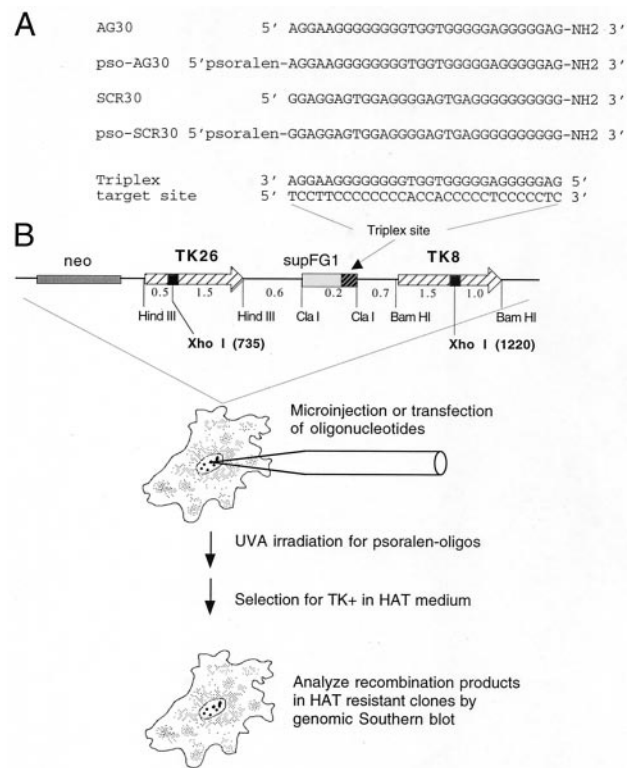 A
AG30 5' AGGAAGGGGGGGGTGGTGGGGGAGGGGGAG-NH2 3'
pso-AG30 5'psoralen-AGGAAGGGGGGGGTGGTGGGGGAGGGGGAG-NH2 3'
SCR30 5' GGAGGAGTGGAGGGGAGTGAGGGGGGGGGG-NH2 3'
pso-SCR30 5'psoralen-GGAGGAGTGGAGGGGAGTGAGGGGGGGGGG-NH2 3'
Triplex 3' AGGAAGGGGGGGGTGGTGGGGGAGGGGGAG 5'
target site 5' TCCTTCCCCCCCCACCACCCCCTCCCCCTC 3'
B
Triplex site
neo TK26 supFG1 TK8
0.5 1.5 0.6 0.2 0.7 1.5 1.0
Hind III Hind III Cla I Cla I Bam HI Bam HI
Xho I (735) Xho I (1220)
Microinjection or transfection
of oligonucleotides
UVA irradiation for psoralen-oligos
Selection for TK+ in HAT medium
Analyze recombination products
in HAT resistant clones by
genomic Southern blot